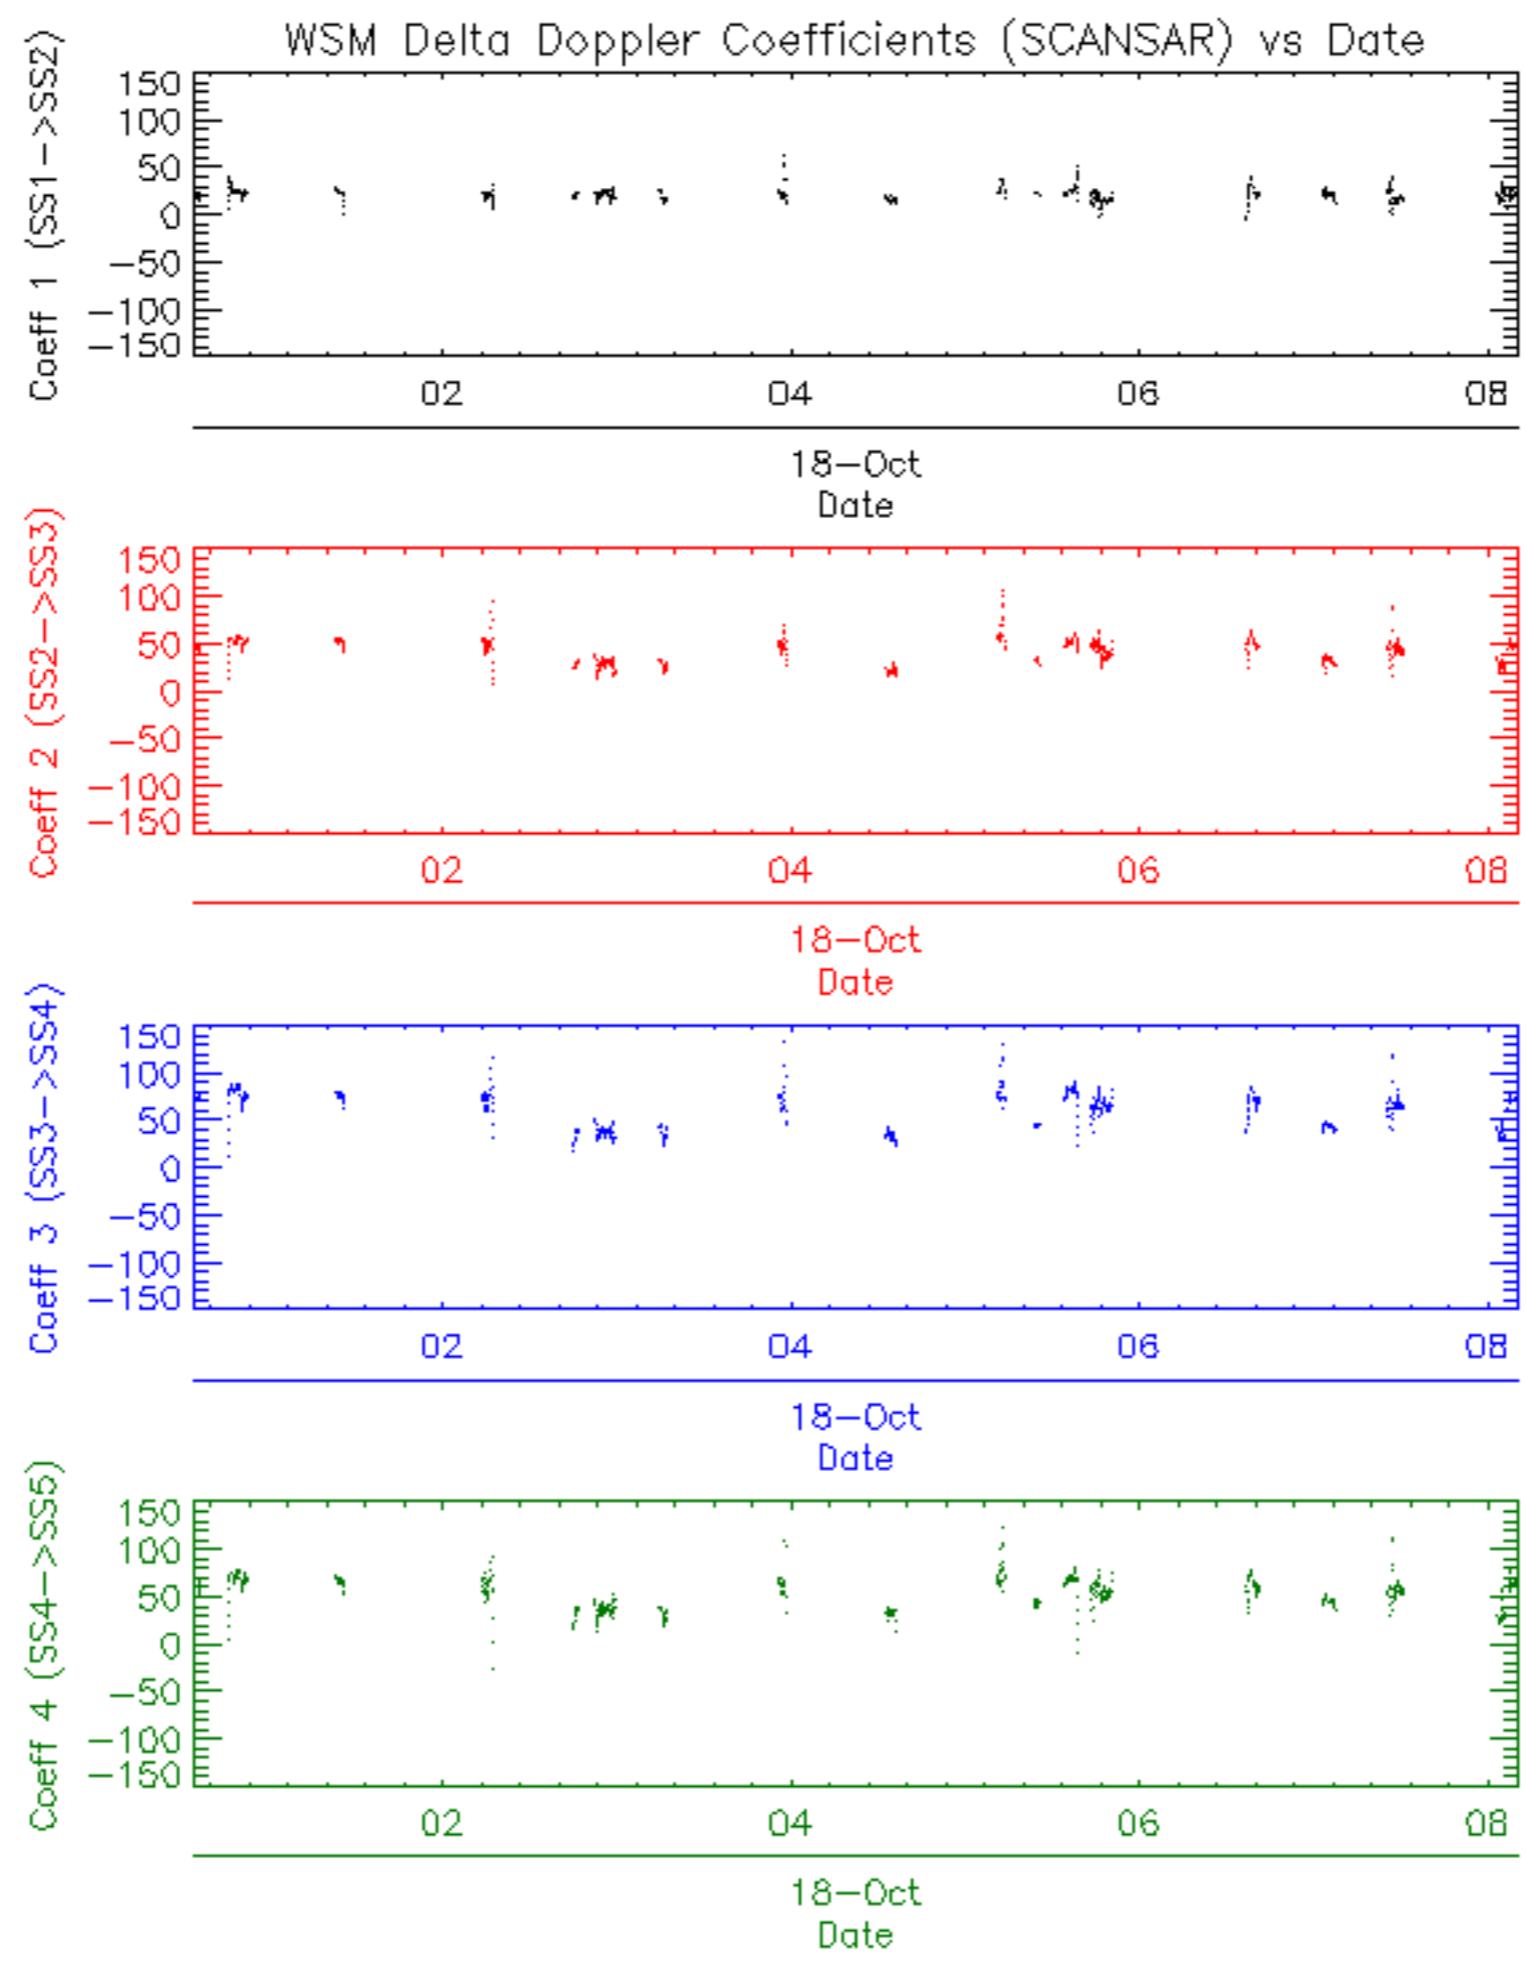 WSM Delta Doppler Coefficients (SCANSAR) vs Date
Coeff 1 (SS1->SS2)
150
100
50
0
-50
-100
-150
02 04 06 08
18-Oct
Date
Coeff 2 (SS2->SS3)
150
100
50
0
-50
-100
-150
02 04 06 08
18-Oct
Date
Coeff 3 (SS3->SS4)
150
100
50
0
-50
-100
-150
02 04 06 08
18-Oct
Date
Coeff 4 (SS4->SS5)
150
100
50
0
-50
-100
-150
02 04 06 08
18-Oct
Date